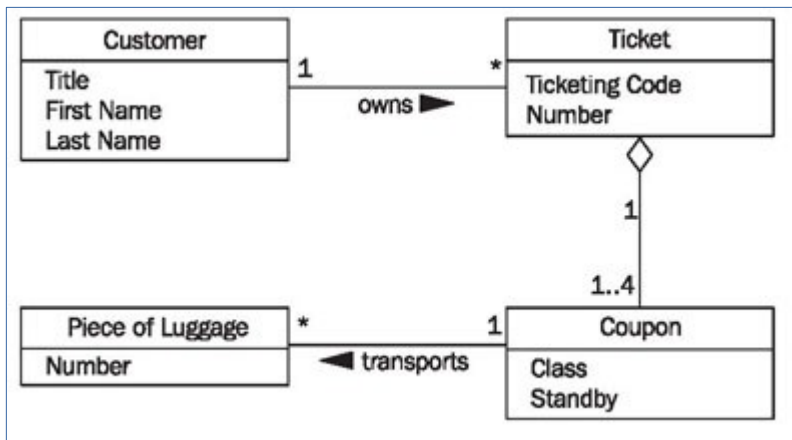 Customer
Title
First Name
Last Name
1
*
owns
Ticket
Ticketing Code
Number
1
1..4
Piece of Luggage
Number
*
1
transports
Coupon
Class
Standby